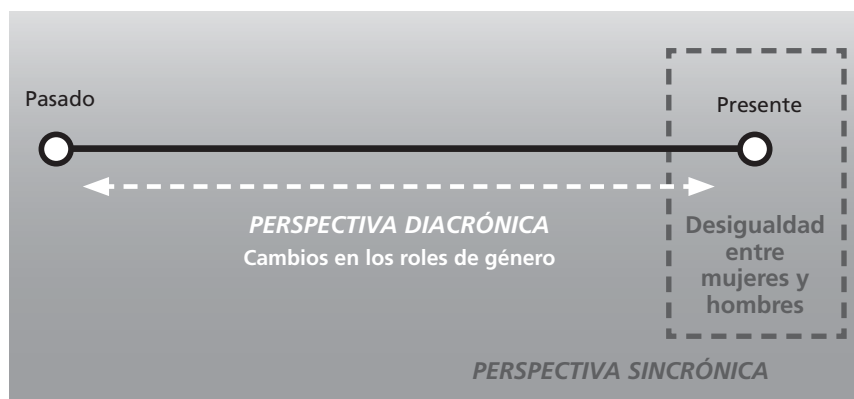 Pasado
Presente
PERSPECTIVA DIACRÓNICA
Cambios en los roles de género
Desigualdad
entre
mujeres y
hombres
PERSPECTIVA SINCRÓNICA